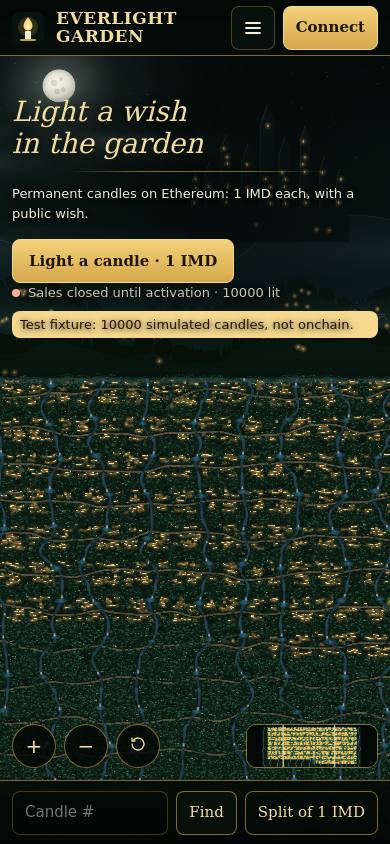 EVERLIGHT
GARDEN
Connect
Light a wish
in the garden
Permanent candles on Ethereum: 1 IMD each, with a
public wish.
Light a candle · 1 IMD
Sales closed until activation · 10000 lit
Test fixture: 10000 simulated candles, not onchain.
+
−
Candle #
Find
Split of 1 IMD